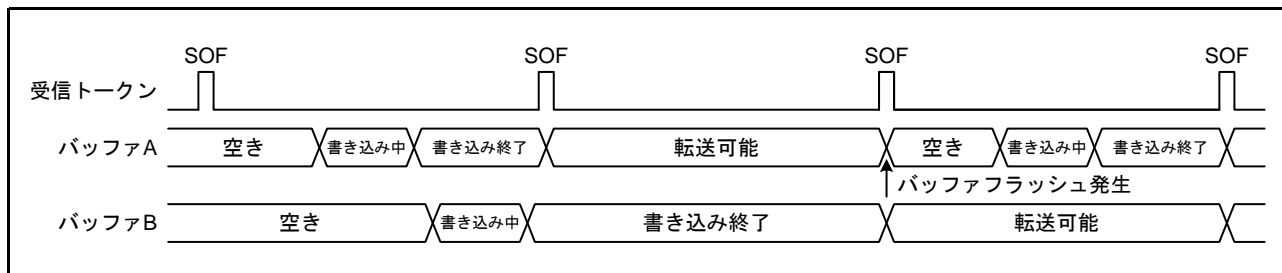 SOF SOF SOF SOF
受信トークン
バッファA 空き 書き込み中 書き込み終了 転送可能 空き 書き込み中 書き込み終了
バッファフラッシュ発生
バッファB 空き 書き込み中 書き込み終了 転送可能